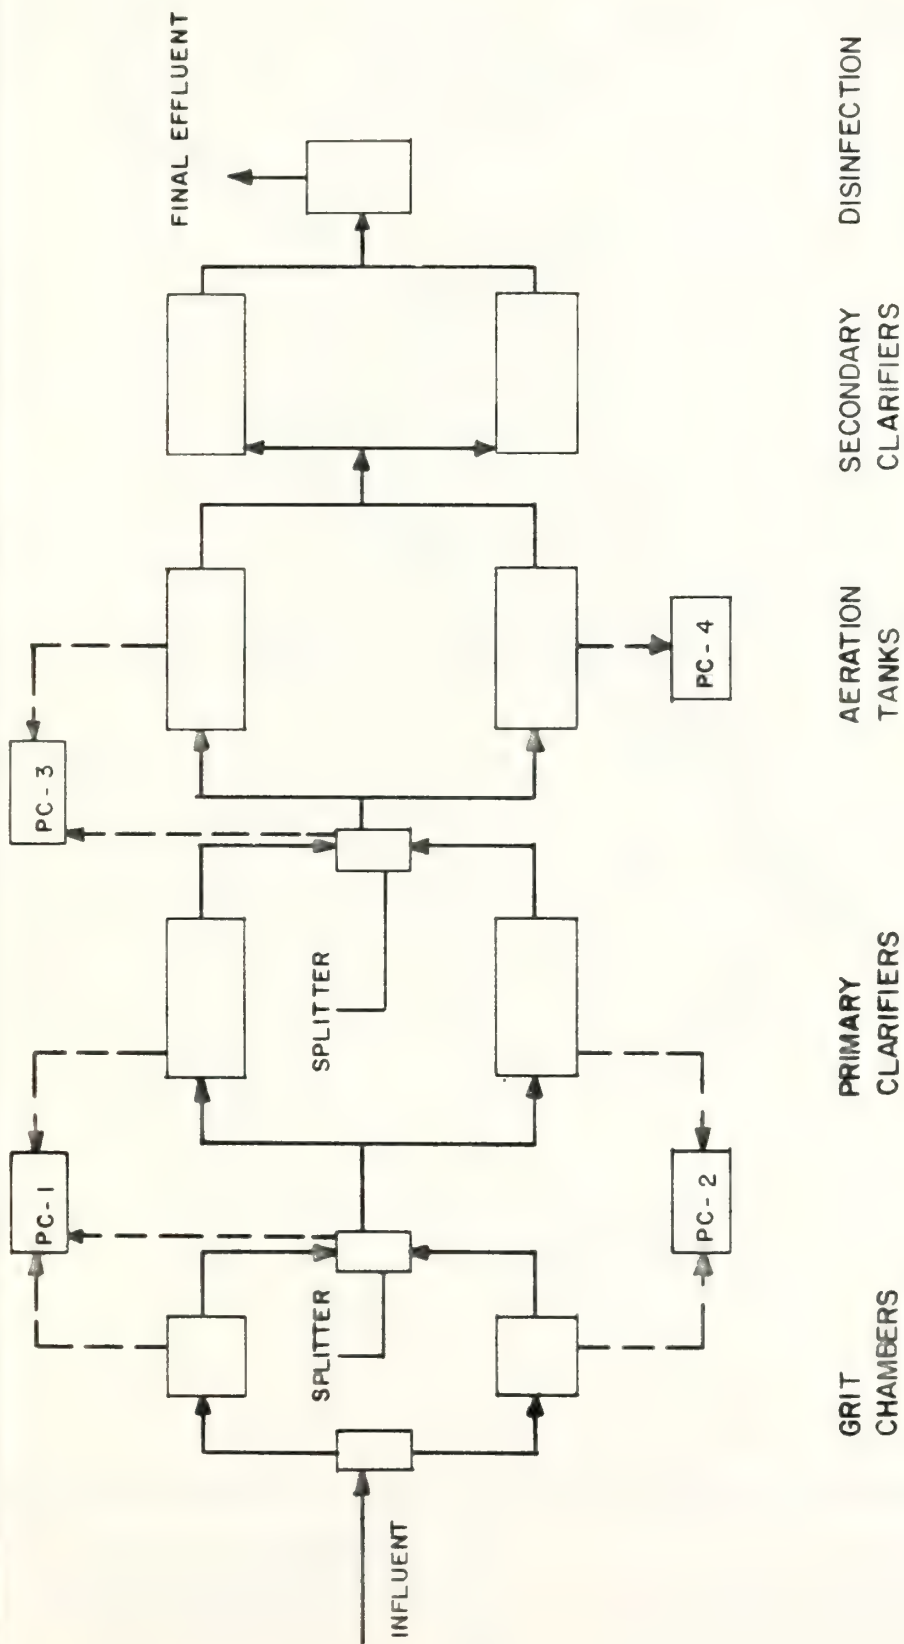 INFLUENT
SPLITTER
SPLITTER
PC-1
PC-2
PC-3
PC-4
FINAL EFFLUENT
GRIT
CHAMBERS
PRIMARY
CLARIFIERS
AERATION
TANKS
SECONDARY
CLARIFIERS
DISINFECTION